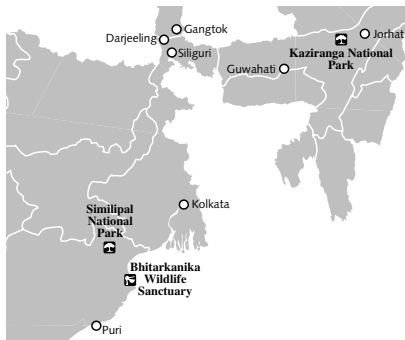 Gangtok
Darjeeling
Siliguri
Jorhat
Kaziranga National
Park
Guwahati
Kolkata
Similipal
National
Park
Bhitarkanika
Wildlife
Sanctuary
Puri